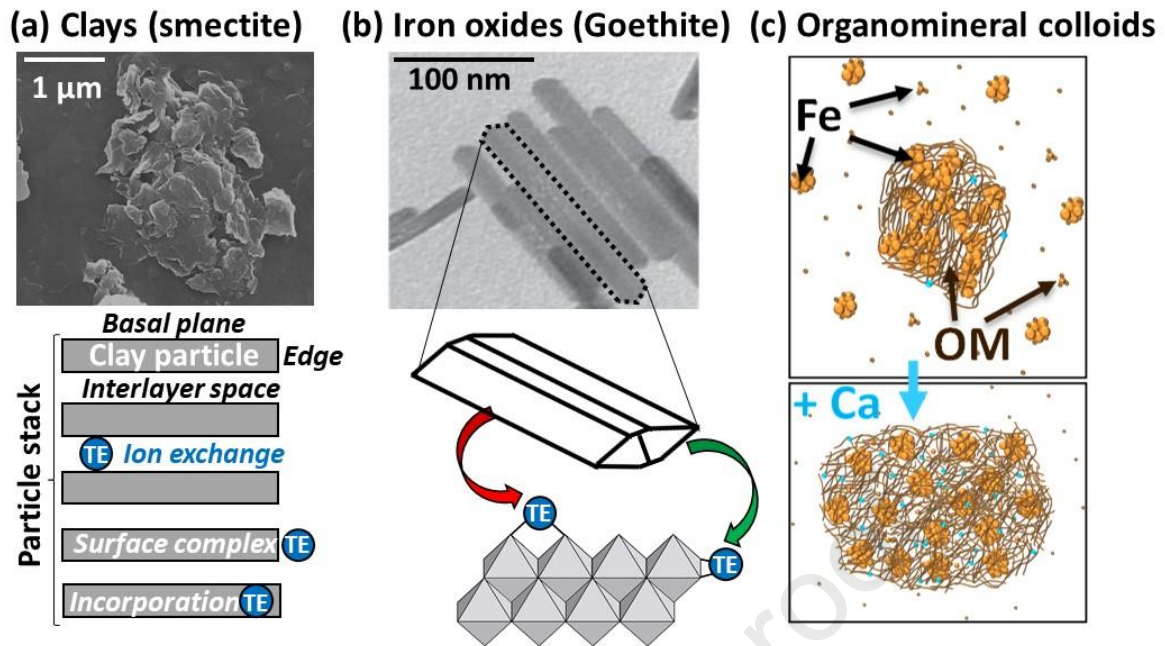 (a) Clays (smectite)
1 µm
Basal plane
Clay particle
Edge
Interlayer space
TE
Ion exchange
Surface complex
TE
Incorporation
TE
Particle stack
(b) Iron oxides (Goethite)
100 nm
TE
TE
(c) Organomineral colloids
Fe
OM
+ Ca